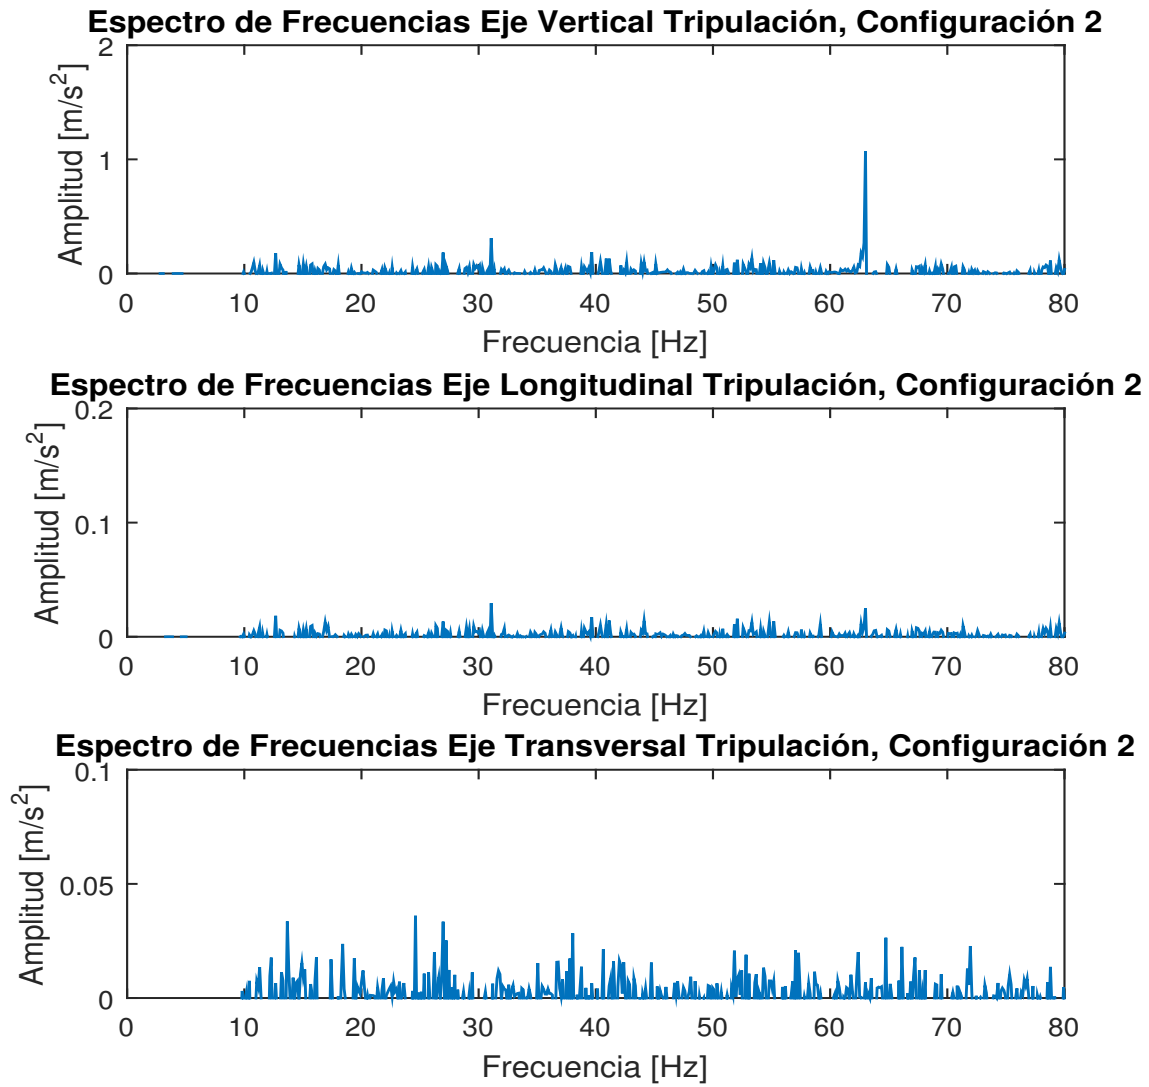 Espectro de Frecuencias Eje Vertical Tripulación, Configuración 2
Amplitud [m/s²]
2
1
0
0 10 20 30 40 50 60 70 80
Frecuencia [Hz]
Espectro de Frecuencias Eje Longitudinal Tripulación, Configuración 2
Amplitud [m/s²]
0.2
0.1
0
0 10 20 30 40 50 60 70 80
Frecuencia [Hz]
Espectro de Frecuencias Eje Transversal Tripulación, Configuración 2
Amplitud [m/s²]
0.1
0.05
0
0 10 20 30 40 50 60 70 80
Frecuencia [Hz]